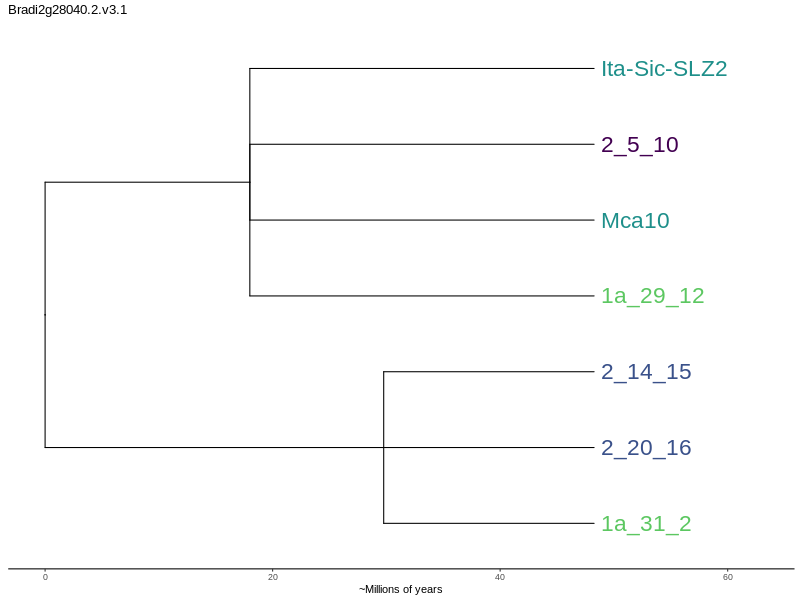 Bradi2g28040.2.v3.1
Ita-Sic-SLZ2
2_5_10
Mca10
1a_29_12
2_14_15
2_20_16
1a_31_2
0 20 40 60
~Millions of years